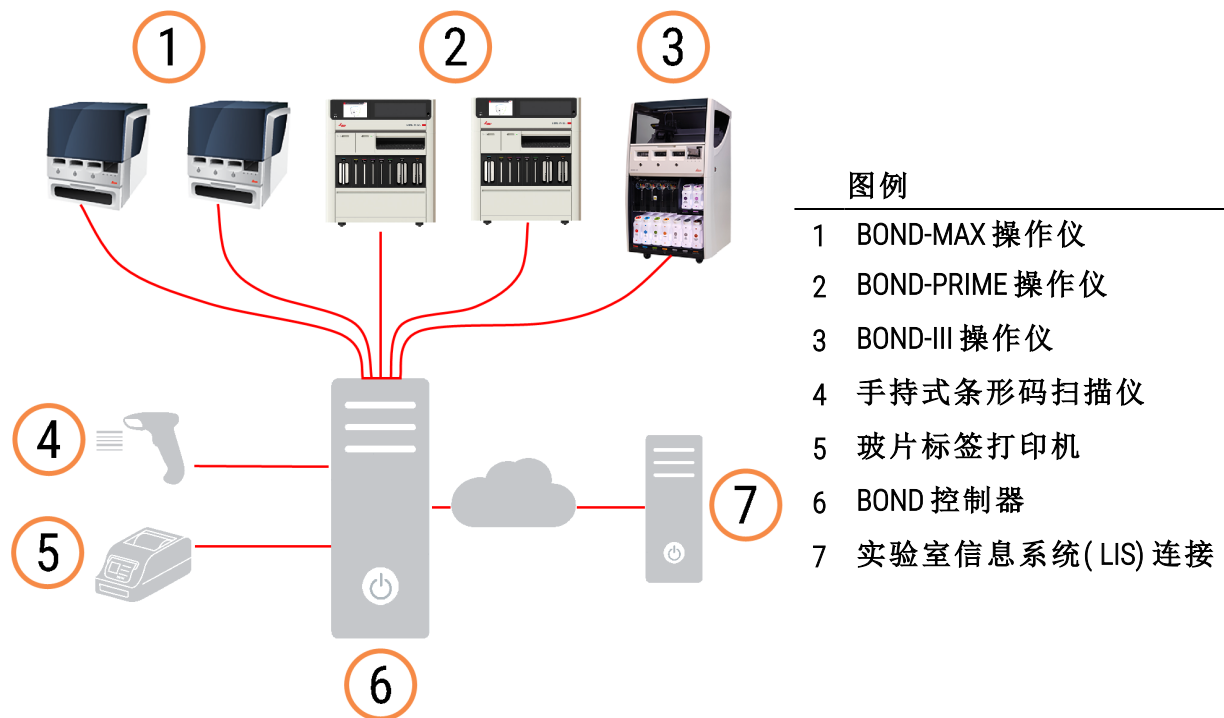 1
2
3
4
5
6
7
图例
1 BOND-MAX 操作仪
2 BOND-PRIME 操作仪
3 BOND-III 操作仪
4 手持式条形码扫描仪
5 玻片标签打印机
6 BOND 控制器
7 实验室信息系统( LIS) 连接